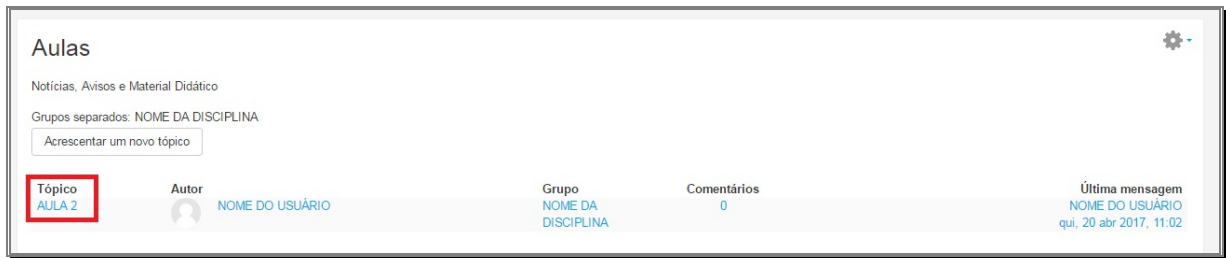 Aulas
Notícias, Avisos e Material Didático
Grupos separados: NOME DA DISCIPLINA
Acrescentar um novo tópico
Tópico Autor Grupo Comentários Última mensagem
AULA 2 NOME DO USUÁRIO NOME DA 0 NOME DO USUÁRIO
DISCIPLINA qui, 20 abr 2017, 11:02